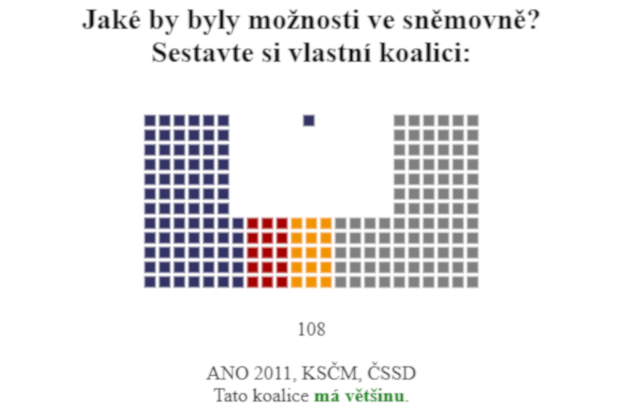 Jaké by byly možnosti ve sněmovně?
Sestavte si vlastní koalici:
108
ANO 2011, KSČM, ČSSD
Tato koalice má většinu.